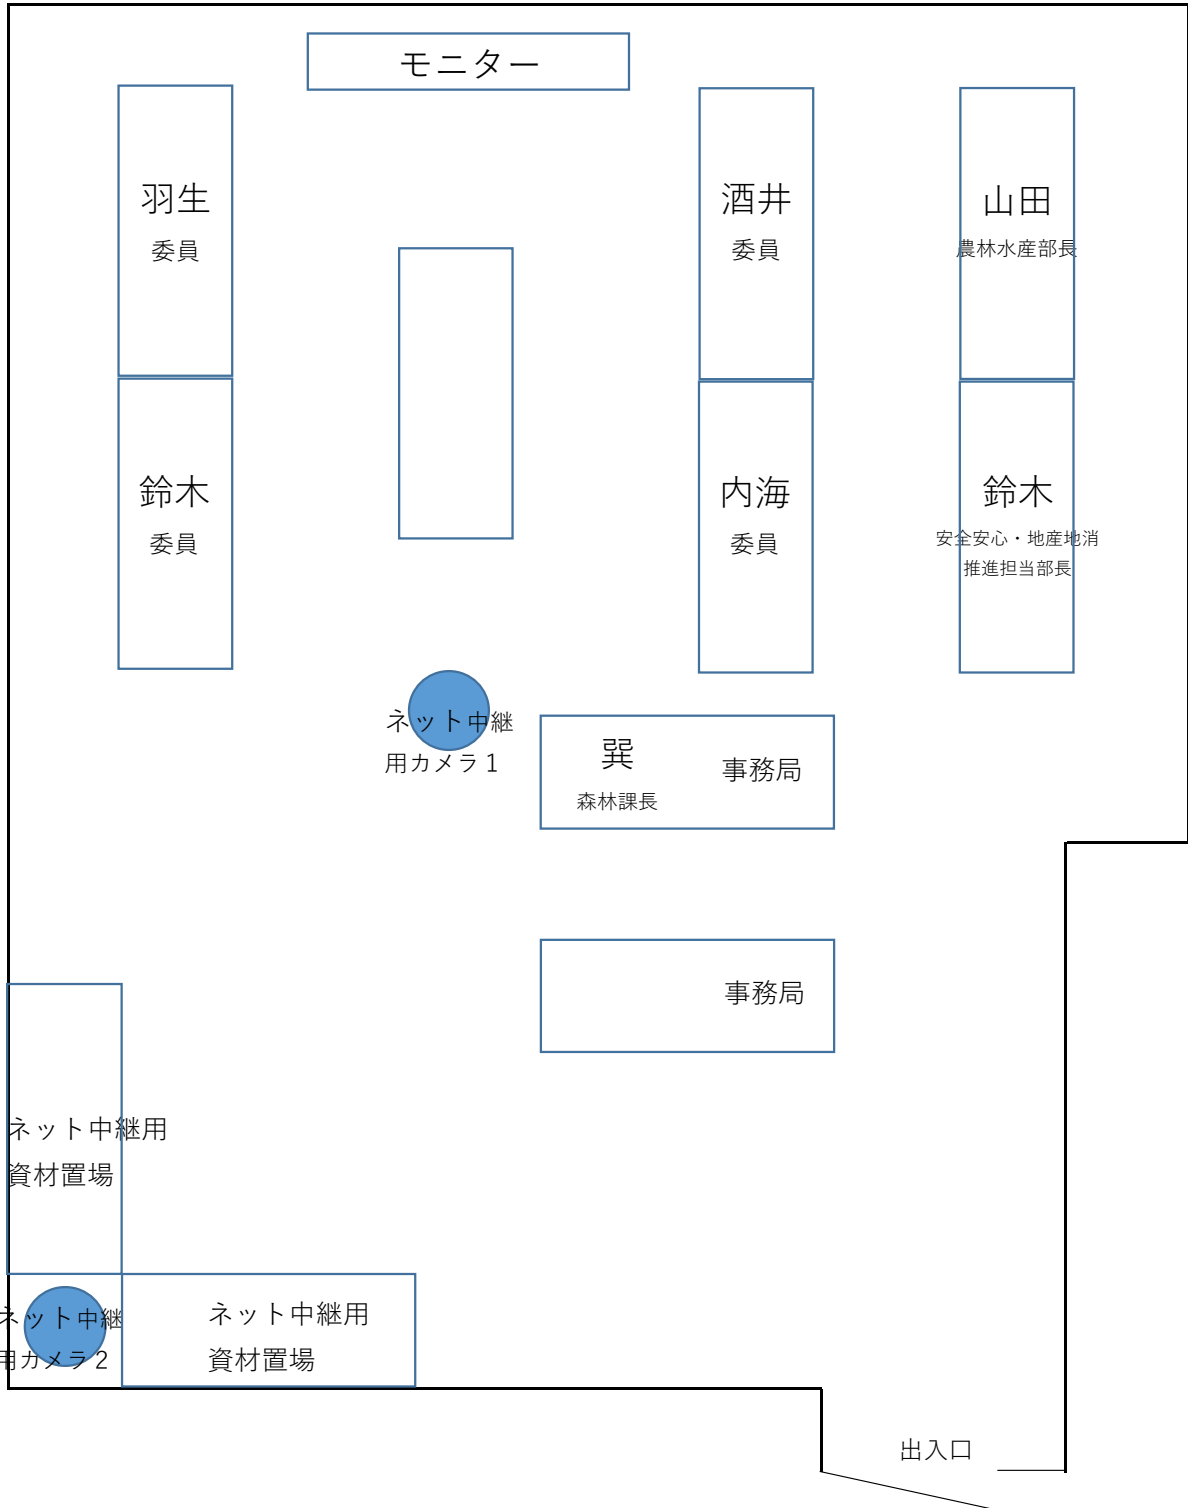 モニター
羽生
委員
酒井
委員
山田
農林水産部長
鈴木
委員
内海
委員
鈴木
安全安心・地産地消
推進担当部長
ネット中継
用カメラ１
巽
森林課長
事務局
事務局
ネット中継用
資材置場
ネット中継
用カメラ２
ネット中継用
資材置場
出入口